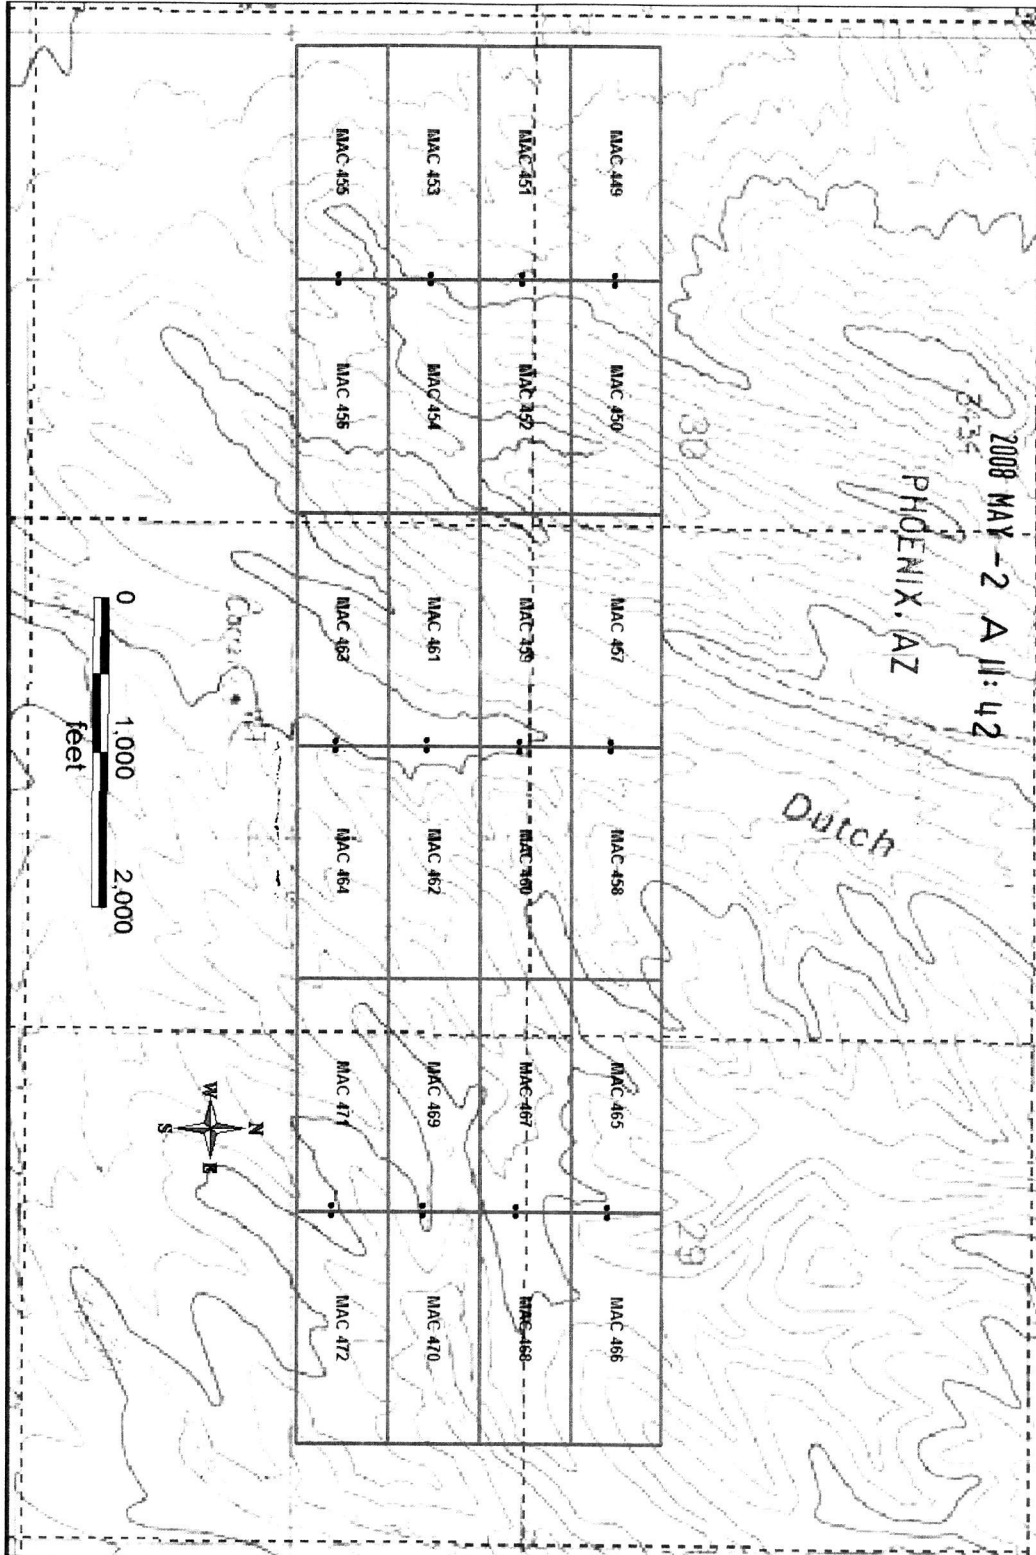 2008 MAY -2 A 11:42
PHOENIX, AZ
3434
Dutch
30
29
MAC 449
MAC 450
MAC 457
MAC 458
MAC 465
MAC 466
MAC 451
MAC 452
MAC 459
MAC 460
MAC 467
MAC 468
MAC 453
MAC 454
MAC 461
MAC 462
MAC 469
MAC 470
MAC 455
MAC 456
MAC 463
MAC 464
MAC 471
MAC 472
0 1,000 2,000
feet
N
W E
S